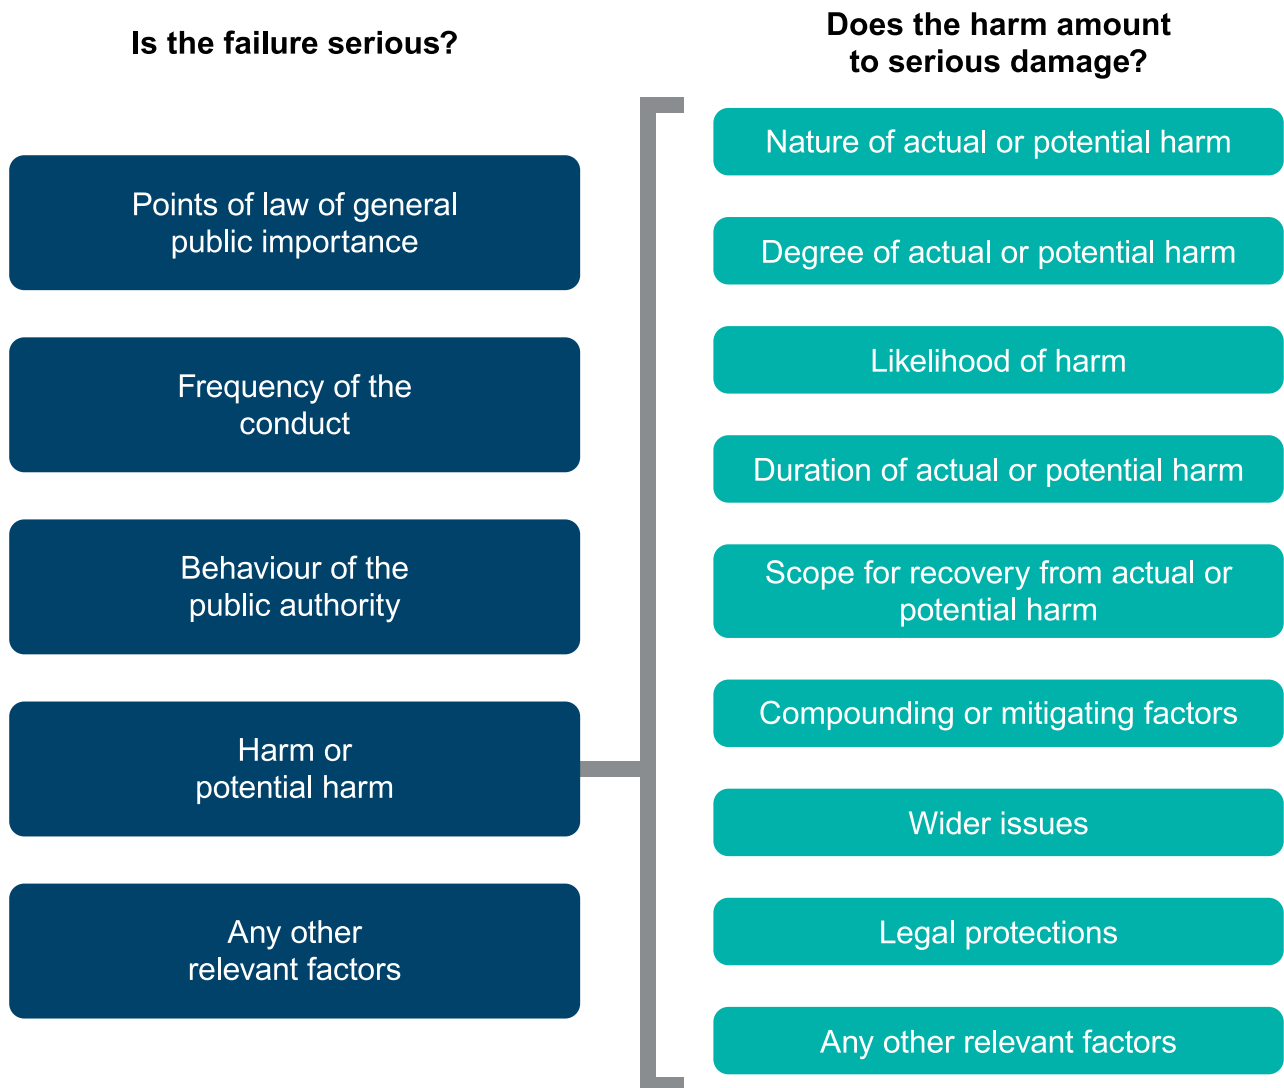 Is the failure serious?
Points of law of general
public importance
Frequency of the
conduct
Behaviour of the
public authority
Harm or
potential harm
Any other
relevant factors
Does the harm amount
to serious damage?
Nature of actual or potential harm
Degree of actual or potential harm
Likelihood of harm
Duration of actual or potential harm
Scope for recovery from actual or
potential harm
Compounding or mitigating factors
Wider issues
Legal protections
Any other relevant factors